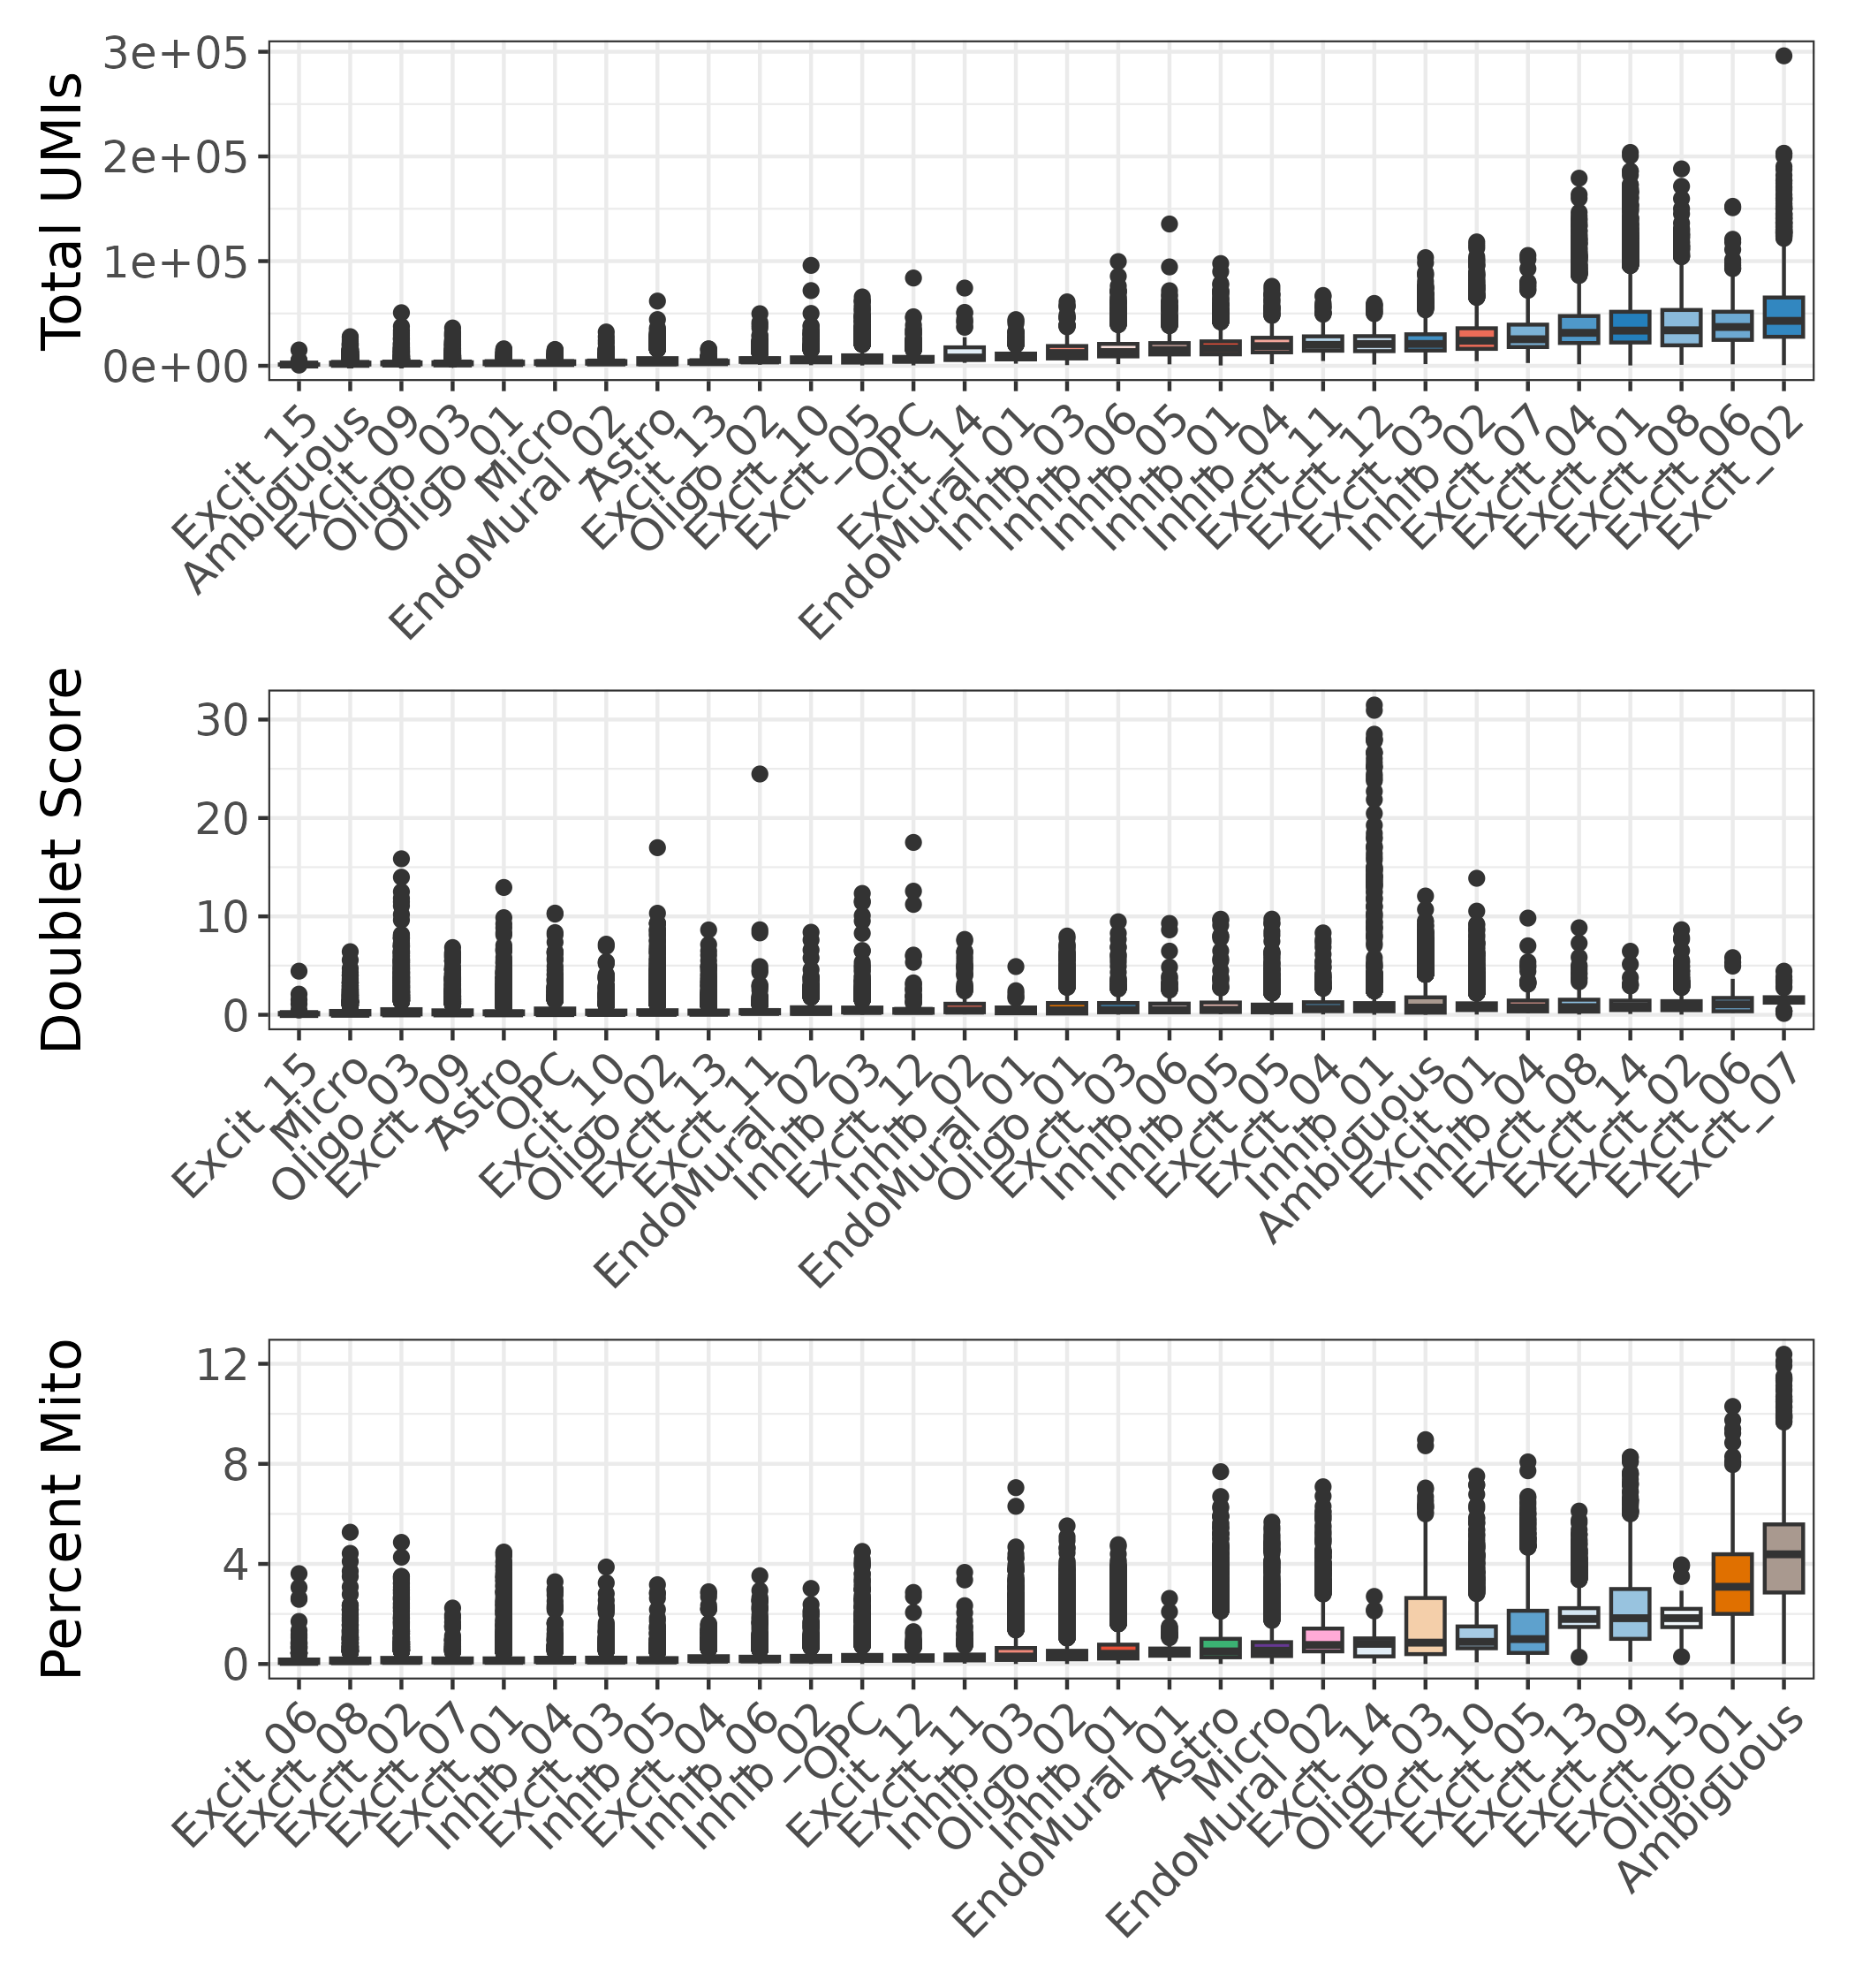 Total UMIs
3e+05
2e+05
1e+05
0e+00
Excit_15
Ambiguous
Excit_09
Oligo_03
Oligo_01
Micro
EndoMural_02
Astro
Excit_13
Oligo_02
Excit_10
Excit_05
OPC
Excit_14
EndoMural_01
Inhib_03
Inhib_06
Inhib_05
Inhib_01
Inhib_04
Excit_11
Excit_12
Excit_03
Inhib_02
Excit_07
Excit_04
Excit_01
Excit_08
Excit_06
Excit_02
Doublet Score
30
20
10
0
Excit_15
Micro
Oligo_03
Excit_09
Astro
OPC
Excit_10
Oligo_02
Excit_13
Excit_11
EndoMural_02
Inhib_03
Excit_12
Inhib_02
EndoMural_01
Oligo_01
Excit_03
Inhib_06
Inhib_05
Excit_05
Excit_04
Inhib_01
Ambiguous
Excit_01
Inhib_04
Excit_08
Excit_14
Excit_02
Excit_06
Excit_07
Percent Mito
12
8
4
0
Excit_06
Excit_08
Excit_02
Excit_07
Excit_01
Inhib_04
Excit_03
Inhib_05
Excit_04
Inhib_06
Inhib_02
OPC
Excit_12
Excit_11
Inhib_03
Oligo_02
Inhib_01
EndoMural_01
Astro
Micro
EndoMural_02
Excit_14
Oligo_03
Excit_10
Excit_05
Excit_13
Excit_09
Excit_15
Oligo_01
Ambiguous